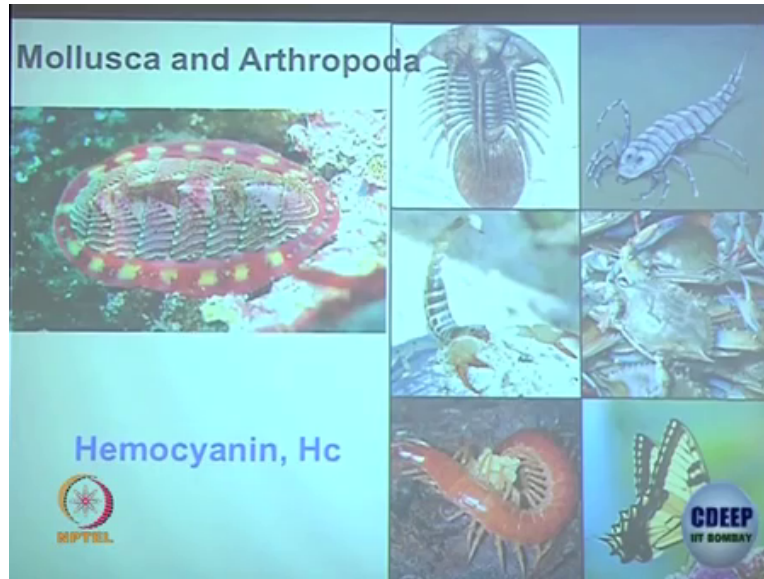 Mollusca and Arthropoda
Hemocyanin, Hc
NPTEL
CDEEP
IIT BOMBAY